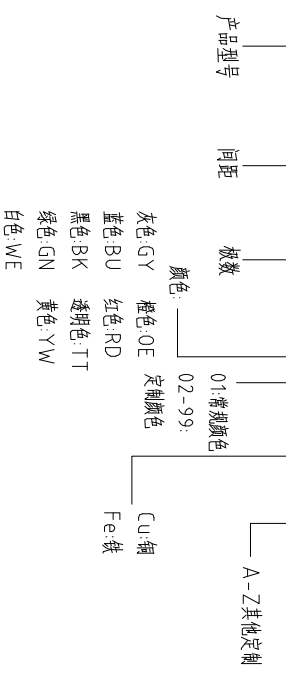 产品型号
间距
极数
颜色:
灰色:GY 橙色:OE
蓝色:BU 红色:RD
黑色:BK 透明色:TT
绿色:GN 黄色:YW
白色:WE
01:常规颜色
02-99:
定制颜色
Cu:铜
Fe:铁
A-Z其他定制